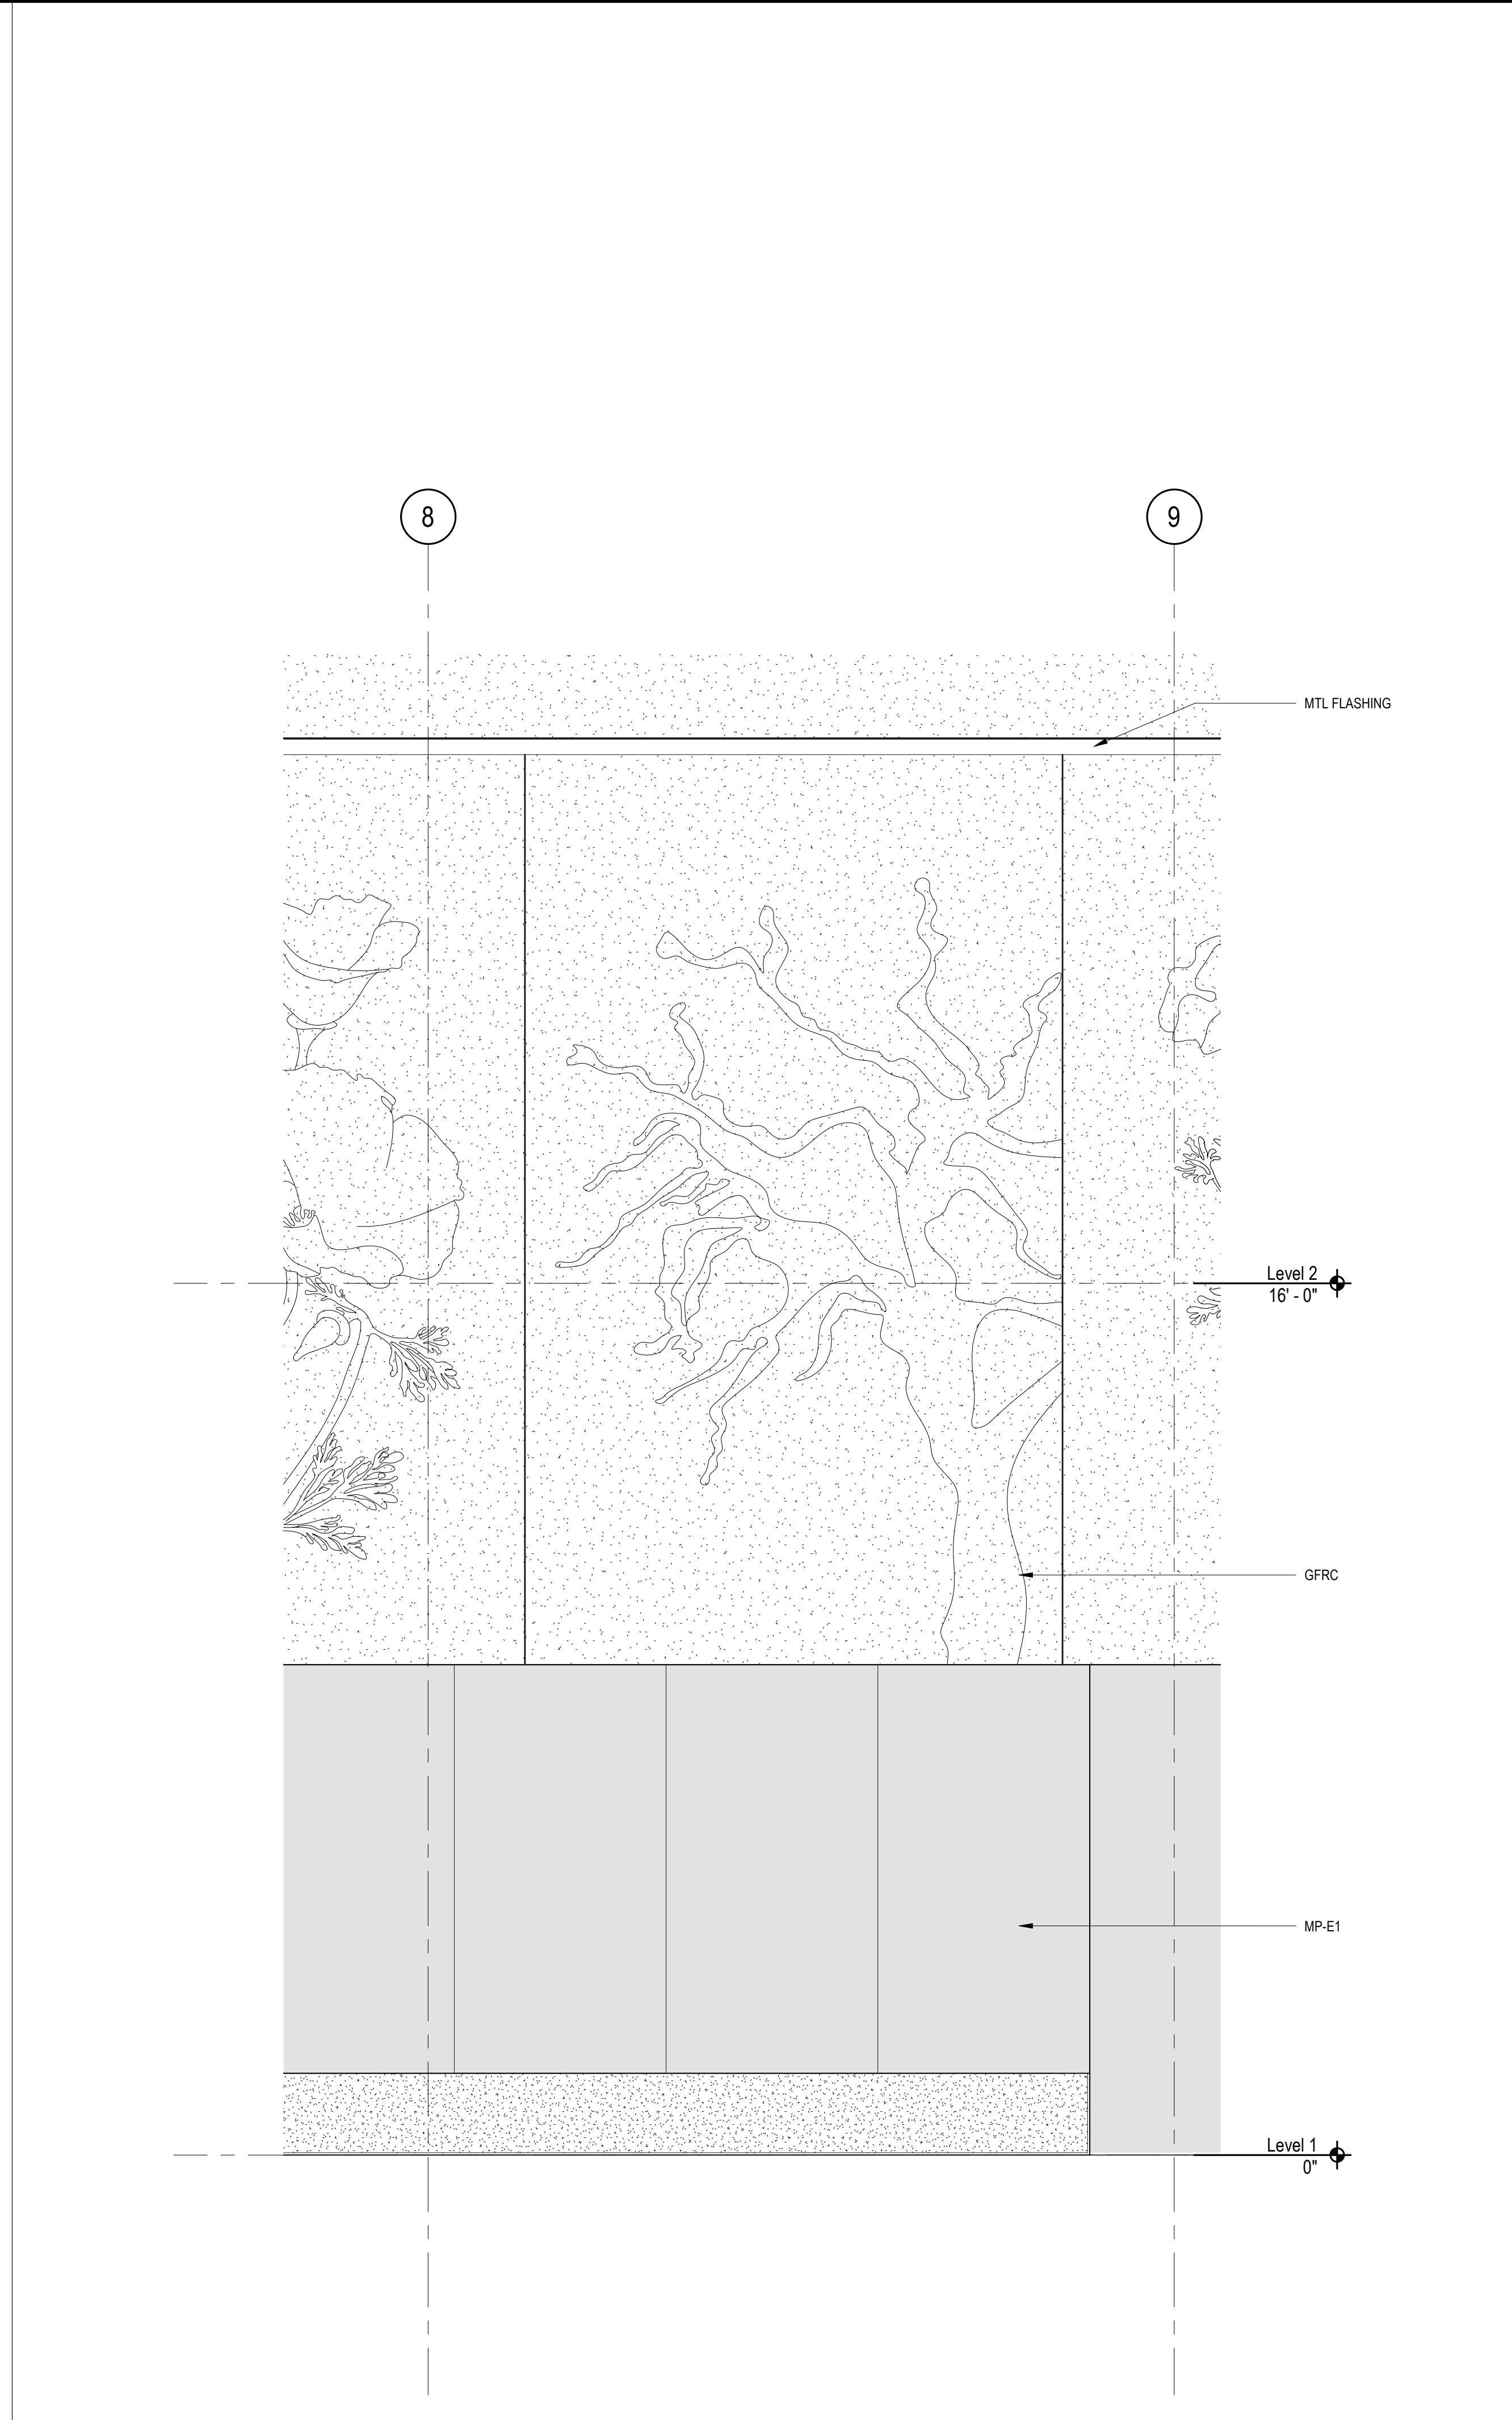 8
9
MTL FLASHING
Level 2
16' - 0"
GFRC
MP-E1
Level 1
0"